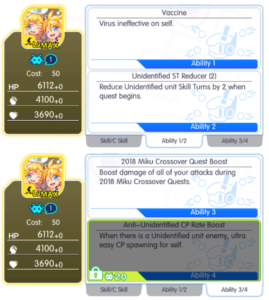 MAX
1
Cost: 50
HP 6112+0
4100+0
3690+0
Vaccine
Virus ineffective on self.
Ability 1
Unidentified ST Reducer (2)
Reduce Unidentified unit Skill Turns by 2 when
quest begins.
Ability 2
Skill/C Skill Ability 1/2 Ability 3/4
MAX
1
Cost: 50
HP 6112+0
4100+0
3690+0
2018 Miku Crossover Quest Boost
Boost damage of all of your attacks during
2018 Miku Crossover Quests.
Ability 3
Anti-Unidentified CP Rate Boost
When there is a Unidentified unit enemy, ultra
easy CP spawning for self.
20
Ability 4
Skill/C Skill Ability 1/2 Ability 3/4